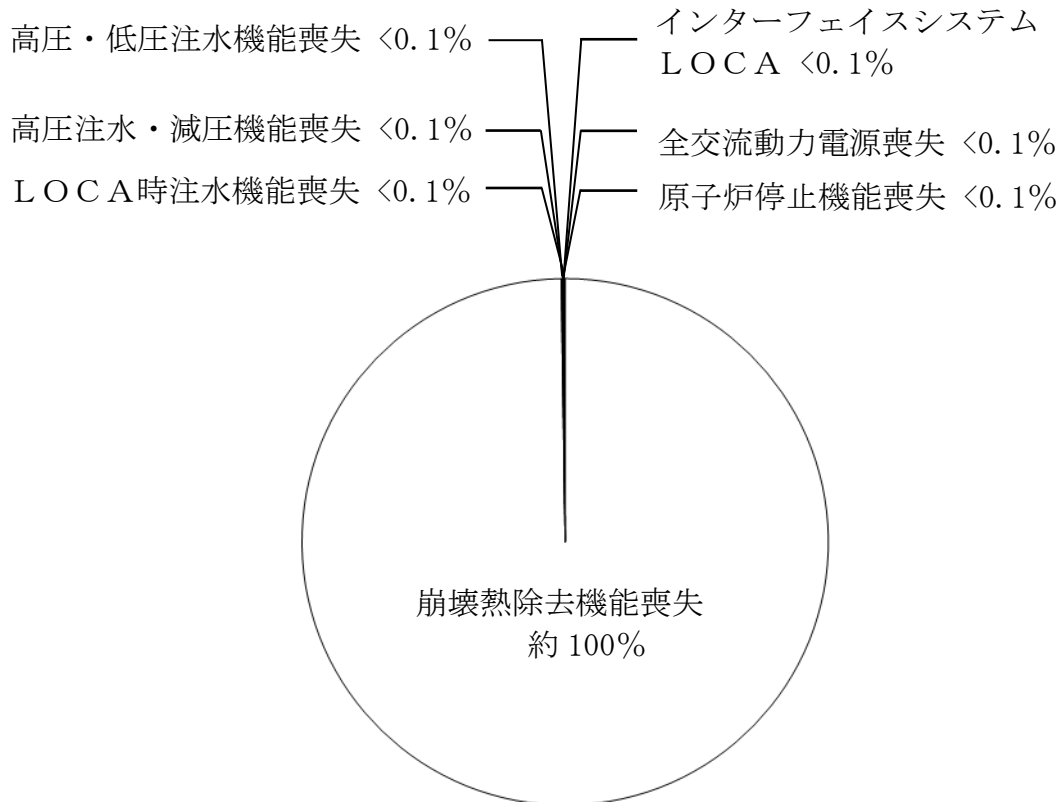 高圧・低圧注水機能喪失 <0.1%
高圧注水・減圧機能喪失 <0.1%
ＬＯＣＡ時注水機能喪失 <0.1%
インターフェイスシステム
ＬＯＣＡ <0.1%
全交流動力電源喪失 <0.1%
原子炉停止機能喪失 <0.1%
崩壊熱除去機能喪失
約 100%